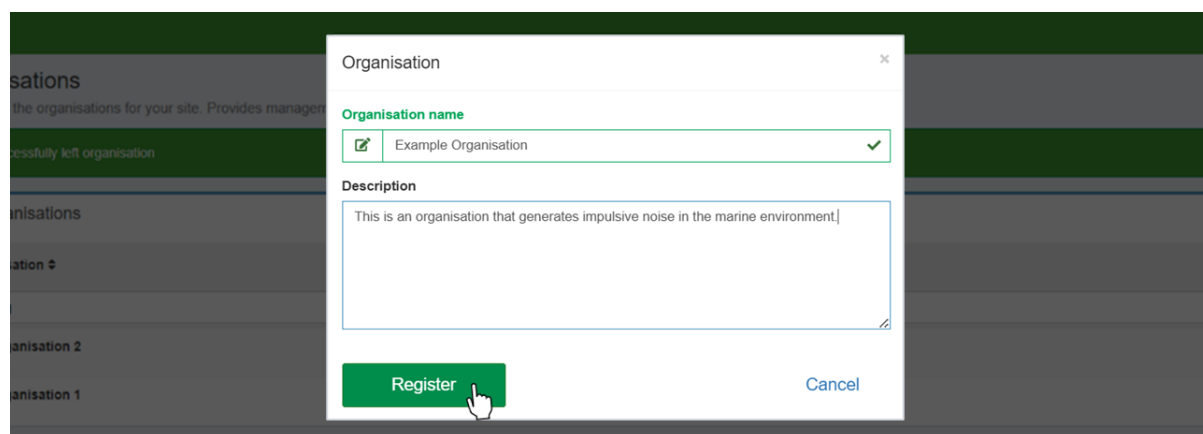 Organisation
×
sations
the organisations for your site. Provides managem
Organisation name
Example Organisation
cessfully left organisation
Description
This is an organisation that generates impulsive noise in the marine environment.
anisations
ation
anisation 2
Register
Cancel
anisation 1